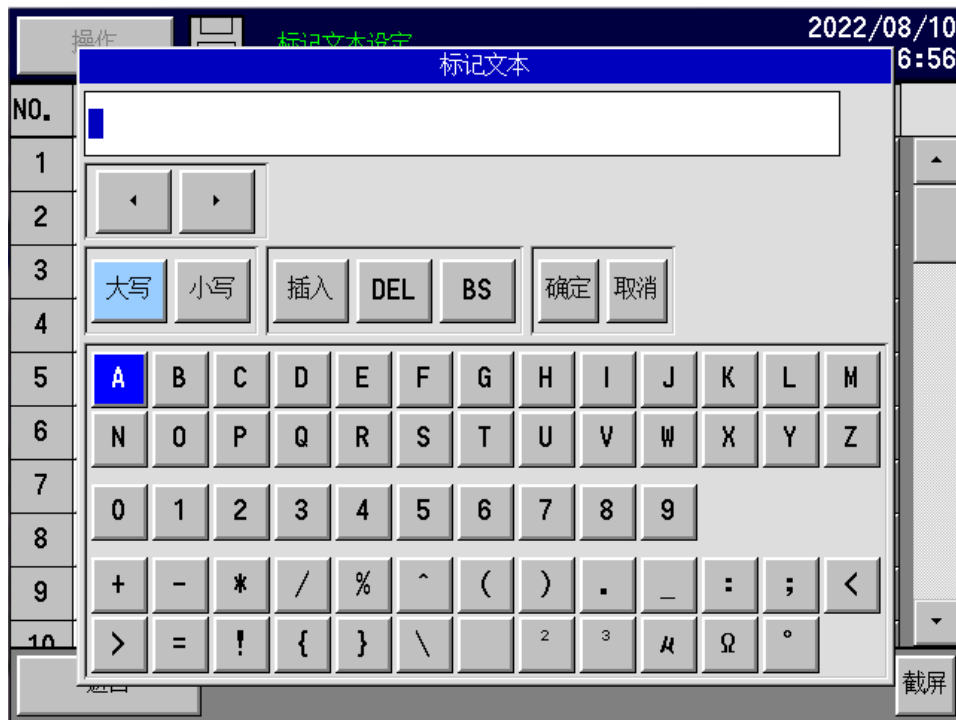 操作
标记文本设定
2022/08/10
6:56
标记文本
NO.
1
2
3
4
5
6
7
8
9
10
大写 小写 插入 DEL BS 确定 取消
A B C D E F G H I J K L M
N O P Q R S T U V W X Y Z
0 1 2 3 4 5 6 7 8 9
+ - * / % ^ ( ) . _ : ; <
> = ! { } \ ² ³ μ Ω °
截屏